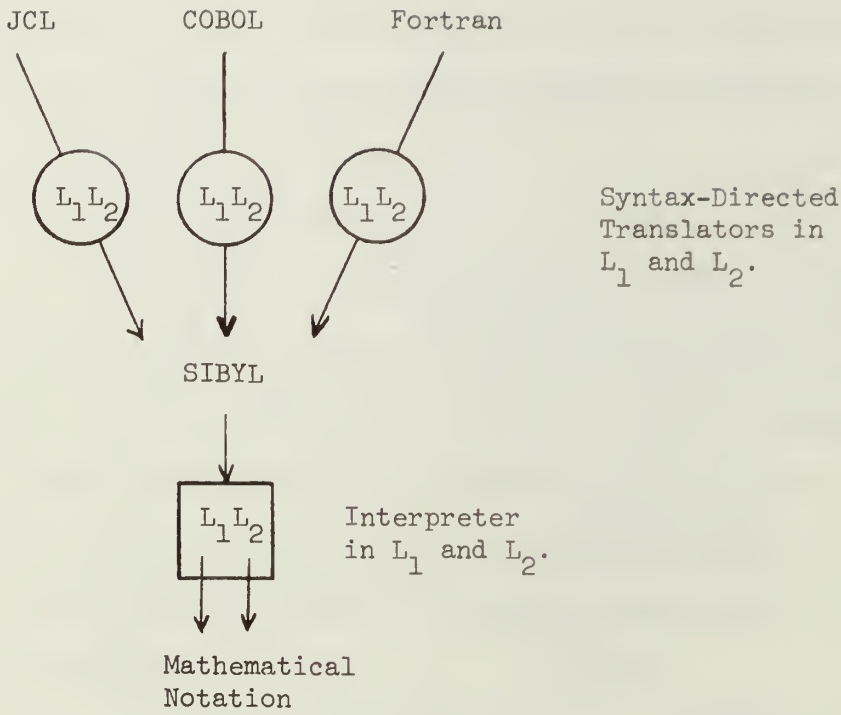 JCL COBOL Fortran
L₁L₂ L₁L₂ L₁L₂
Syntax-Directed
Translators in
L₁ and L₂.
SIBYL
L₁L₂
Interpreter
in L₁ and L₂.
Mathematical
Notation